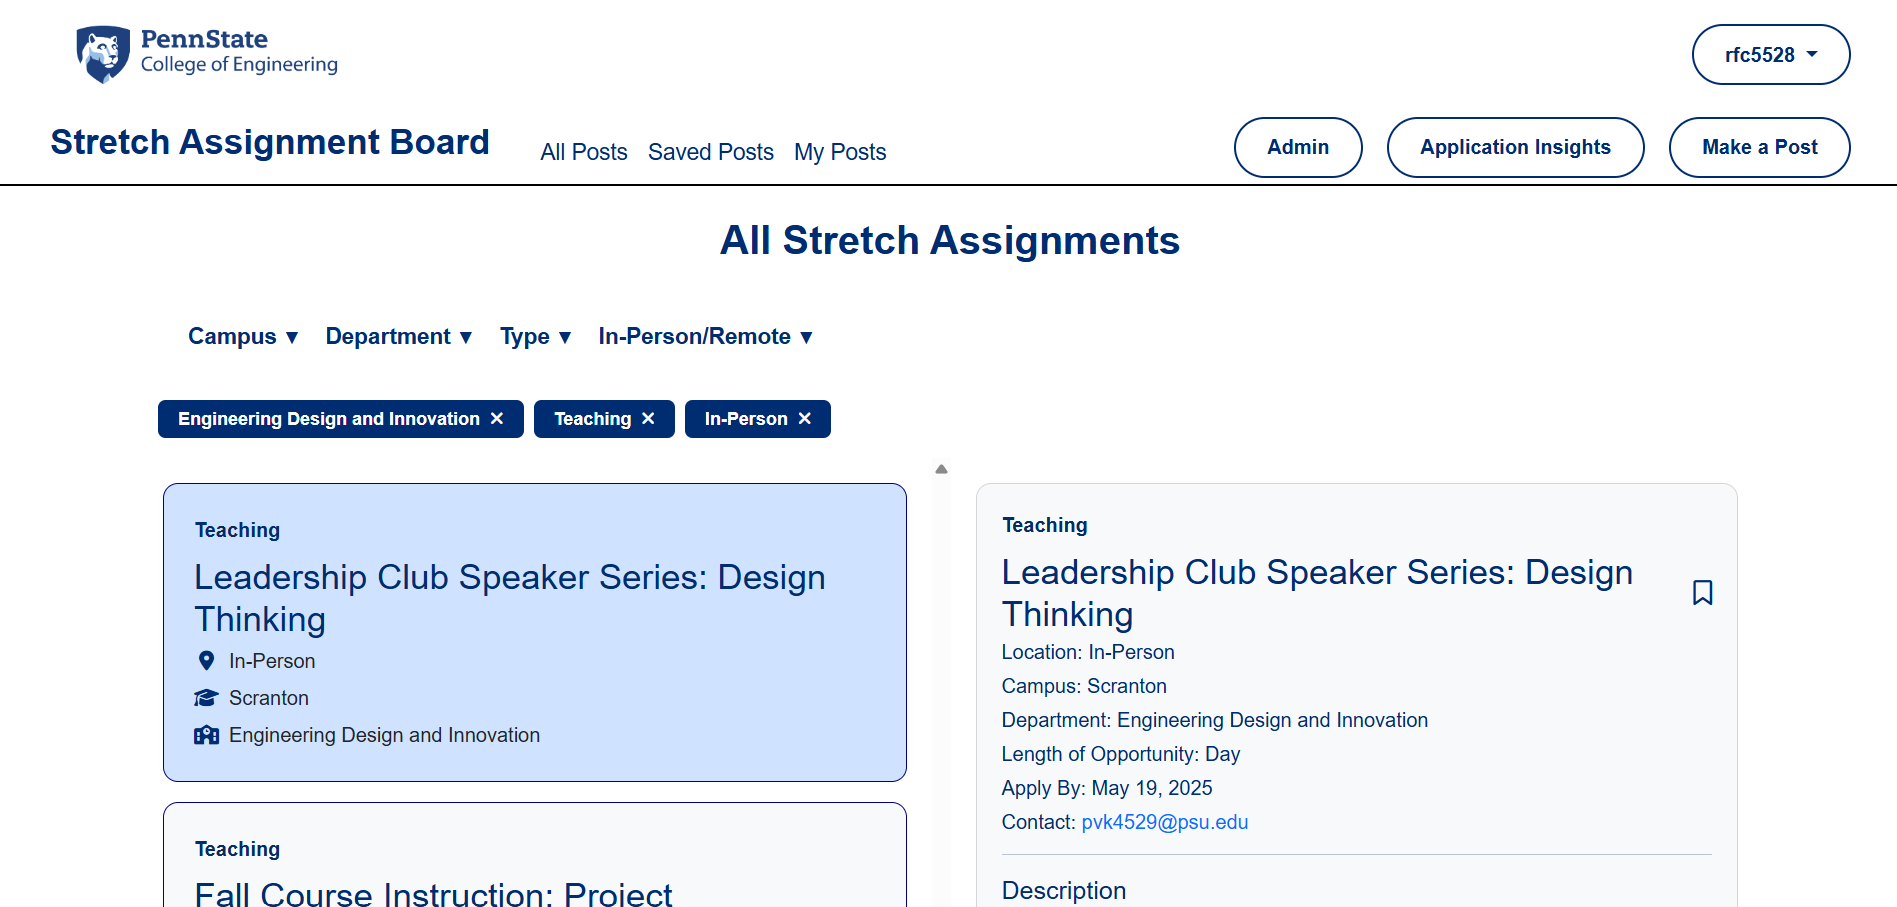 PennState
College of Engineering
rfc5528
Stretch Assignment Board
All Posts Saved Posts My Posts
Admin
Application Insights
Make a Post
All Stretch Assignments
Campus ▼ Department ▼ Type ▼ In-Person/Remote ▼
Engineering Design and Innovation ✕
Teaching ✕
In-Person ✕
Teaching
Leadership Club Speaker Series: Design
Thinking
In-Person
Scranton
Engineering Design and Innovation
Teaching
Fall Course Instruction: Project
Teaching
Leadership Club Speaker Series: Design
Thinking
Location: In-Person
Campus: Scranton
Department: Engineering Design and Innovation
Length of Opportunity: Day
Apply By: May 19, 2025
Contact: pvk4529@psu.edu
Description